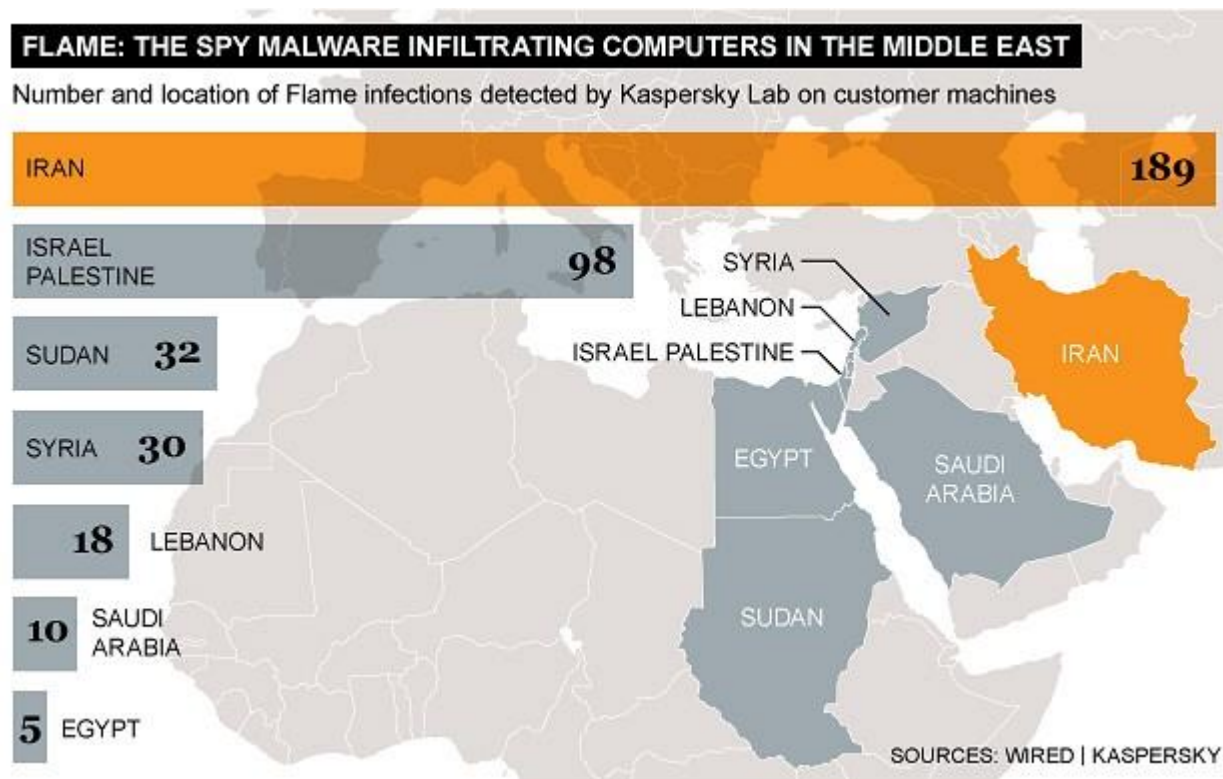 FLAME: THE SPY MALWARE INFILTRATING COMPUTERS IN THE MIDDLE EAST
Number and location of Flame infections detected by Kaspersky Lab on customer machines
IRAN 189
ISRAEL
PALESTINE 98
SUDAN 32
SYRIA 30
18 LEBANON
10 SAUDI
ARABIA
5 EGYPT
SYRIA
LEBANON
ISRAEL PALESTINE
IRAN
EGYPT
SAUDI
ARABIA
SUDAN
SOURCES: WIRED | KASPERSKY